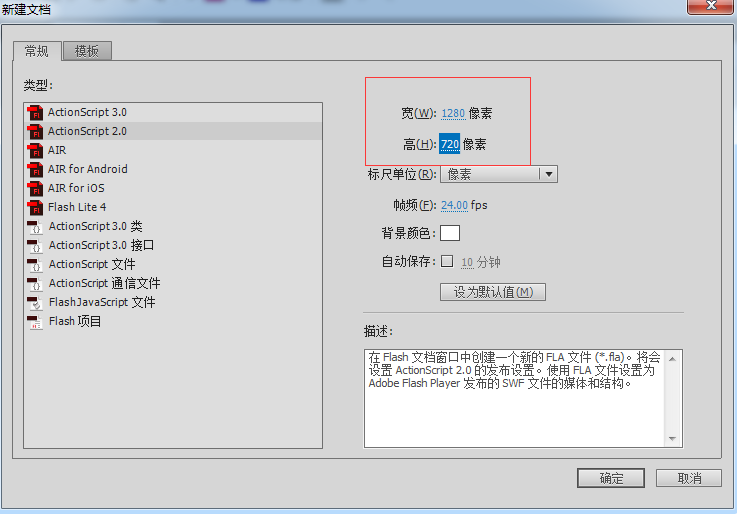 新建文档
常规
模板
类型:
ActionScript 3.0
ActionScript 2.0
AIR
AIR for Android
AIR for iOS
Flash Lite 4
ActionScript 3.0 类
ActionScript 3.0 接口
ActionScript 文件
ActionScript 通信文件
FlashJavaScript 文件
Flash 项目
宽(W): 1280 像素
高(H): 720 像素
标尺单位(R): 像素
帧频(F): 24.00 fps
背景颜色:
自动保存: 10 分钟
设为默认值(M)
描述:
在 Flash 文档窗口中创建一个新的 FLA 文件 (*.fla)。将会
设置 ActionScript 2.0 的发布设置。使用 FLA 文件设置为
Adobe Flash Player 发布的 SWF 文件的媒体和结构。
确定
取消